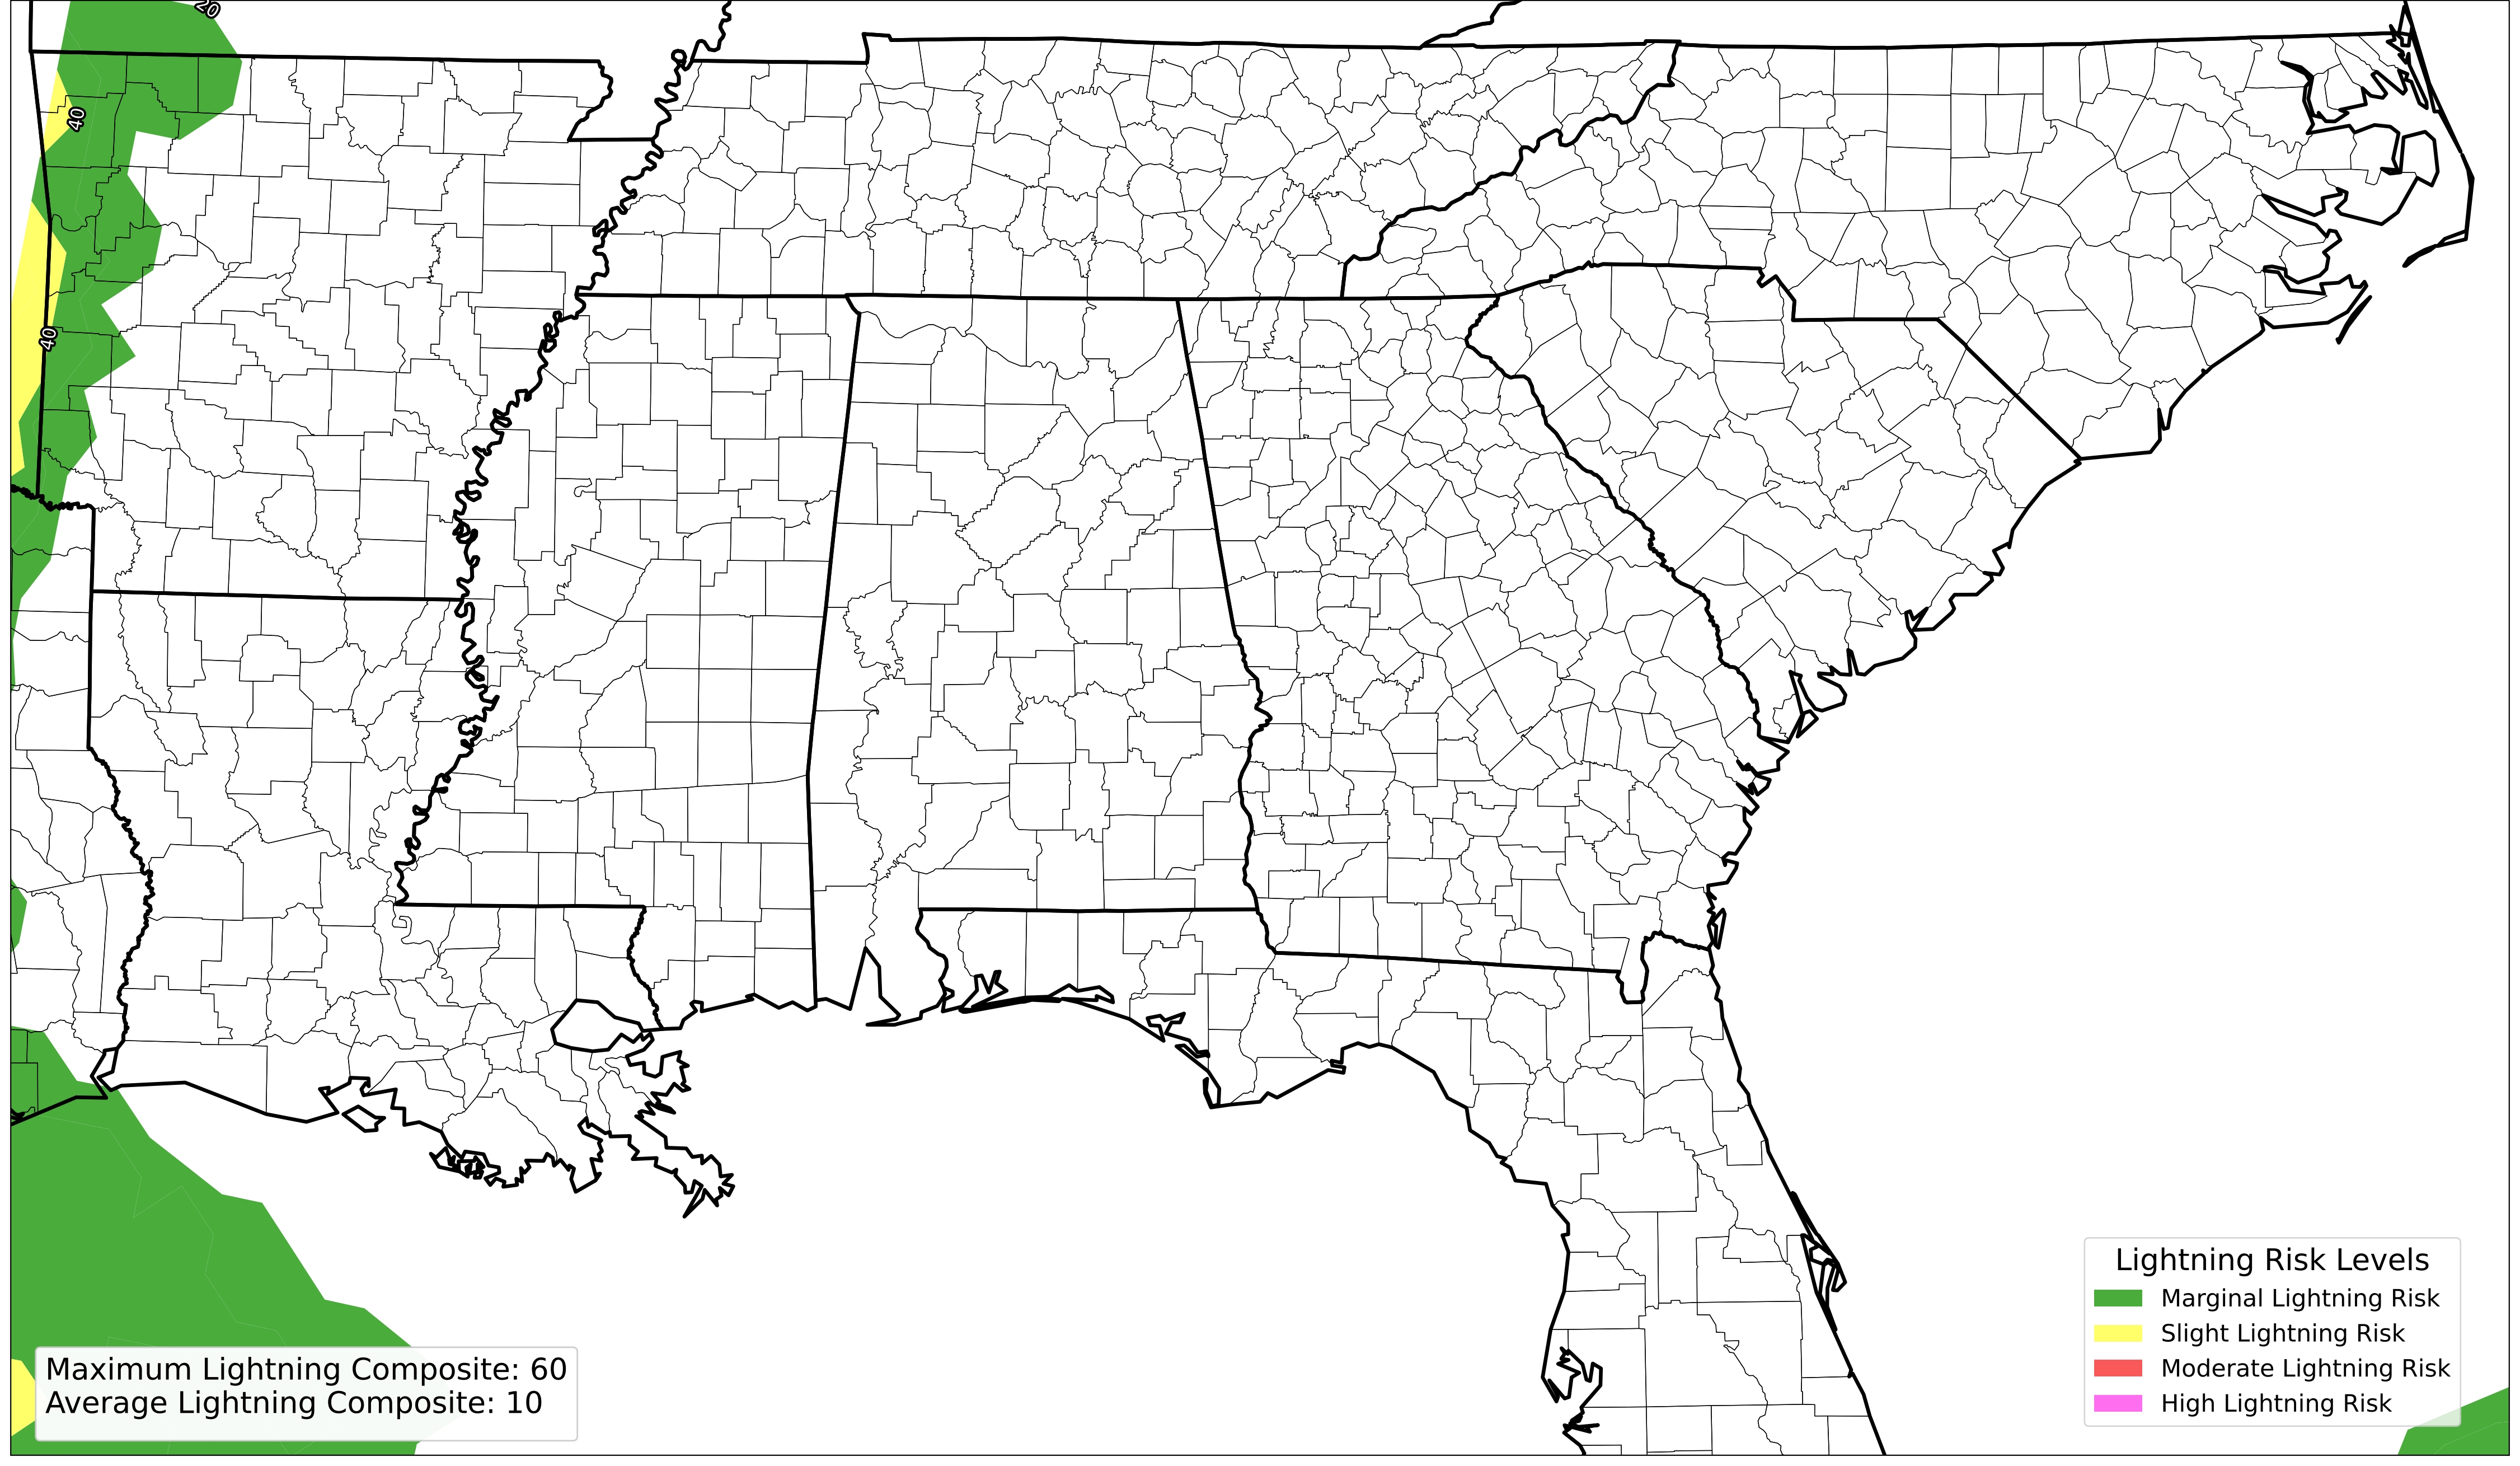 20
40
40
Lightning Risk Levels
Marginal Lightning Risk
Slight Lightning Risk
Moderate Lightning Risk
High Lightning Risk
Maximum Lightning Composite: 60
Average Lightning Composite: 10